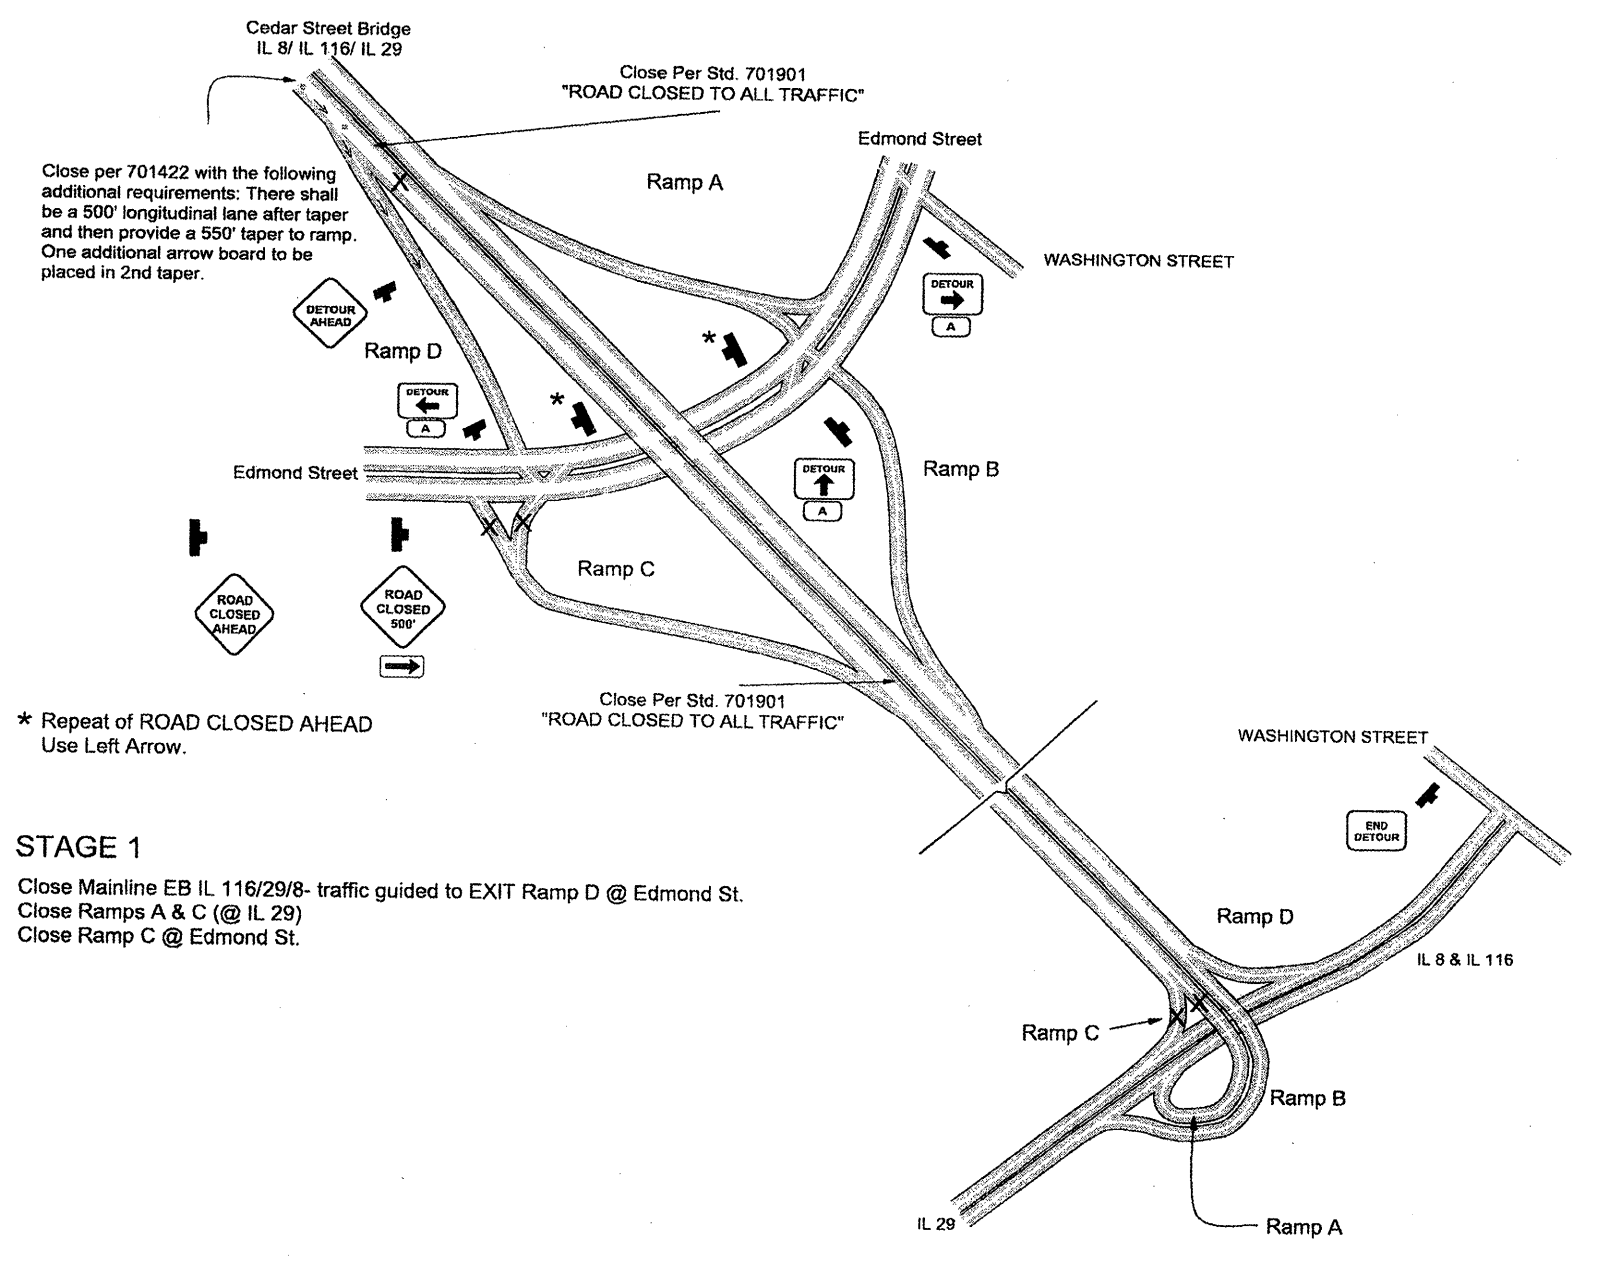 Cedar Street Bridge
IL 8/ IL 116/ IL 29
Close Per Std. 701901
"ROAD CLOSED TO ALL TRAFFIC"
Edmond Street
Ramp A
Close per 701422 with the following
additional requirements: There shall
be a 500' longitudinal lane after taper
and then provide a 550' taper to ramp.
One additional arrow board to be
placed in 2nd taper.
WASHINGTON STREET
DETOUR
A
DETOUR
AHEAD
Ramp D
*
DETOUR
A
*
Edmond Street
DETOUR
A
Ramp B
Ramp C
ROAD
CLOSED
AHEAD
ROAD
CLOSED
500'
Close Per Std. 701901
"ROAD CLOSED TO ALL TRAFFIC"
* Repeat of ROAD CLOSED AHEAD
Use Left Arrow.
WASHINGTON STREET
END
DETOUR
STAGE 1
Close Mainline EB IL 116/29/8- traffic guided to EXIT Ramp D @ Edmond St.
Close Ramps A & C (@ IL 29)
Close Ramp C @ Edmond St.
Ramp D
IL 8 & IL 116
Ramp C
Ramp B
IL 29
Ramp A